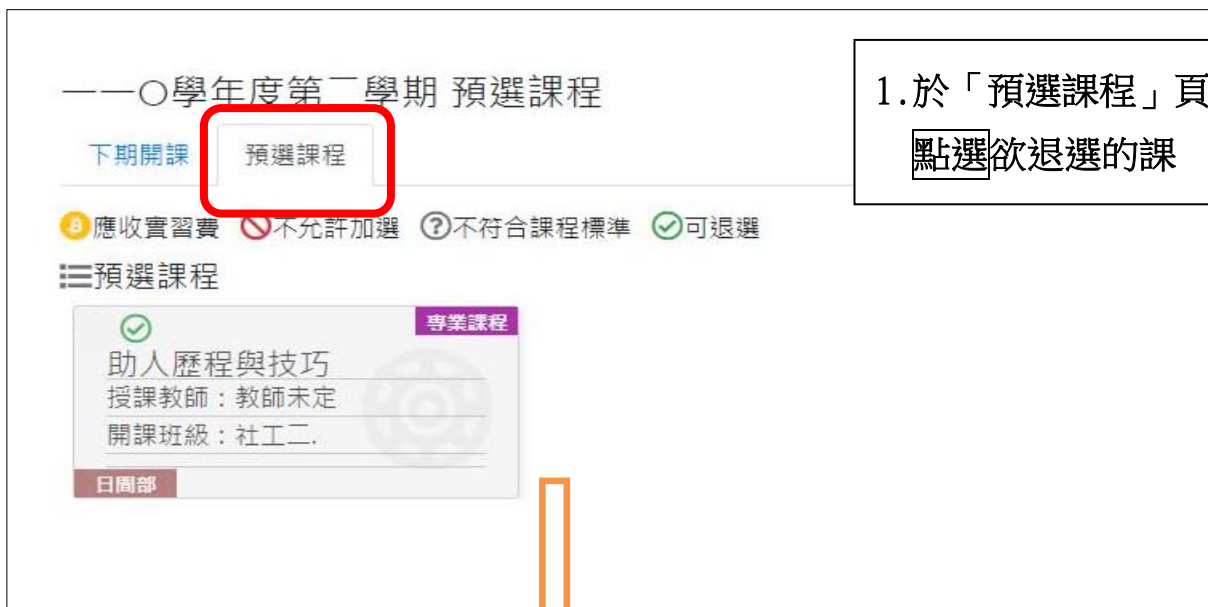 一一○學年度第二學期 預選課程
下期開課 預選課程
應收實習費 不允許加選 ?不符合課程標準 可退選
預選課程
專業課程
助人歷程與技巧
授課教師：教師未定
開課班級：社工二.
日間部
1.於「預選課程」頁
點選欲退選的課